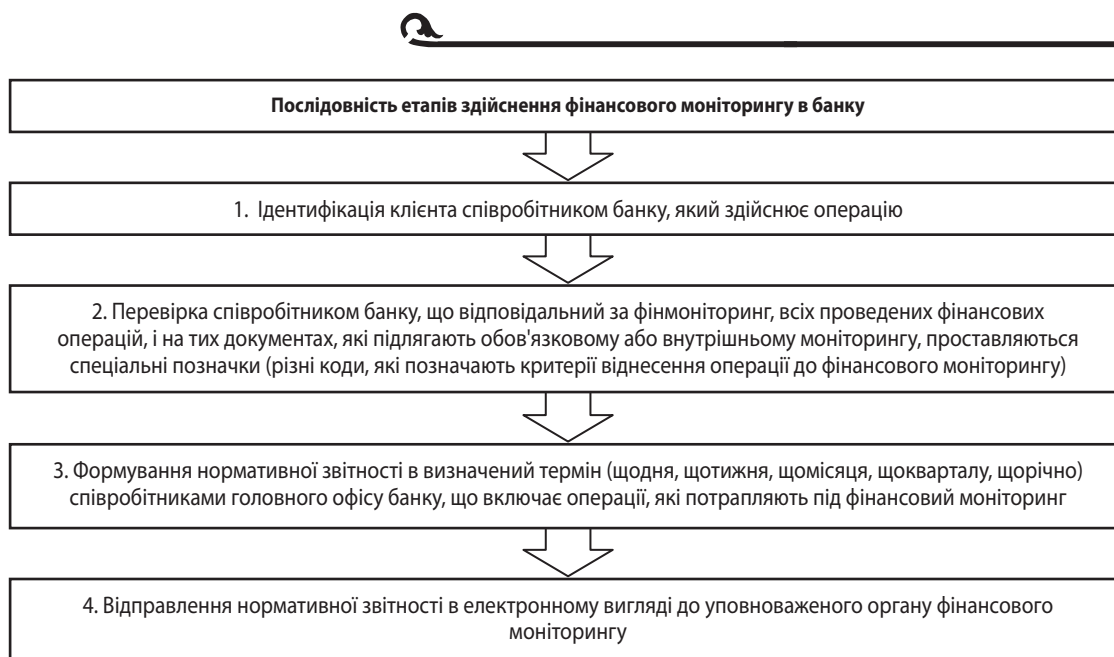 Послідовність етапів здійснення фінансового моніторингу в банку
1. Ідентифікація клієнта співробітником банку, який здійснює операцію
2. Перевірка співробітником банку, що відповідальний за фінмоніторинг, всіх проведених фінансових
операцій, і на тих документах, які підлягають обов'язковому або внутрішньому моніторингу, проставляються
спеціальні позначки (різні коди, які позначають критерії віднесення операції до фінансового моніторингу)
3. Формування нормативної звітності в визначений термін (щодня, щотижня, щомісяця, щокварталу, щорічно)
співробітниками головного офісу банку, що включає операції, які потрапляють під фінансовий моніторинг
4. Відправлення нормативної звітності в електронному вигляді до уповноваженого органу фінансового
моніторингу